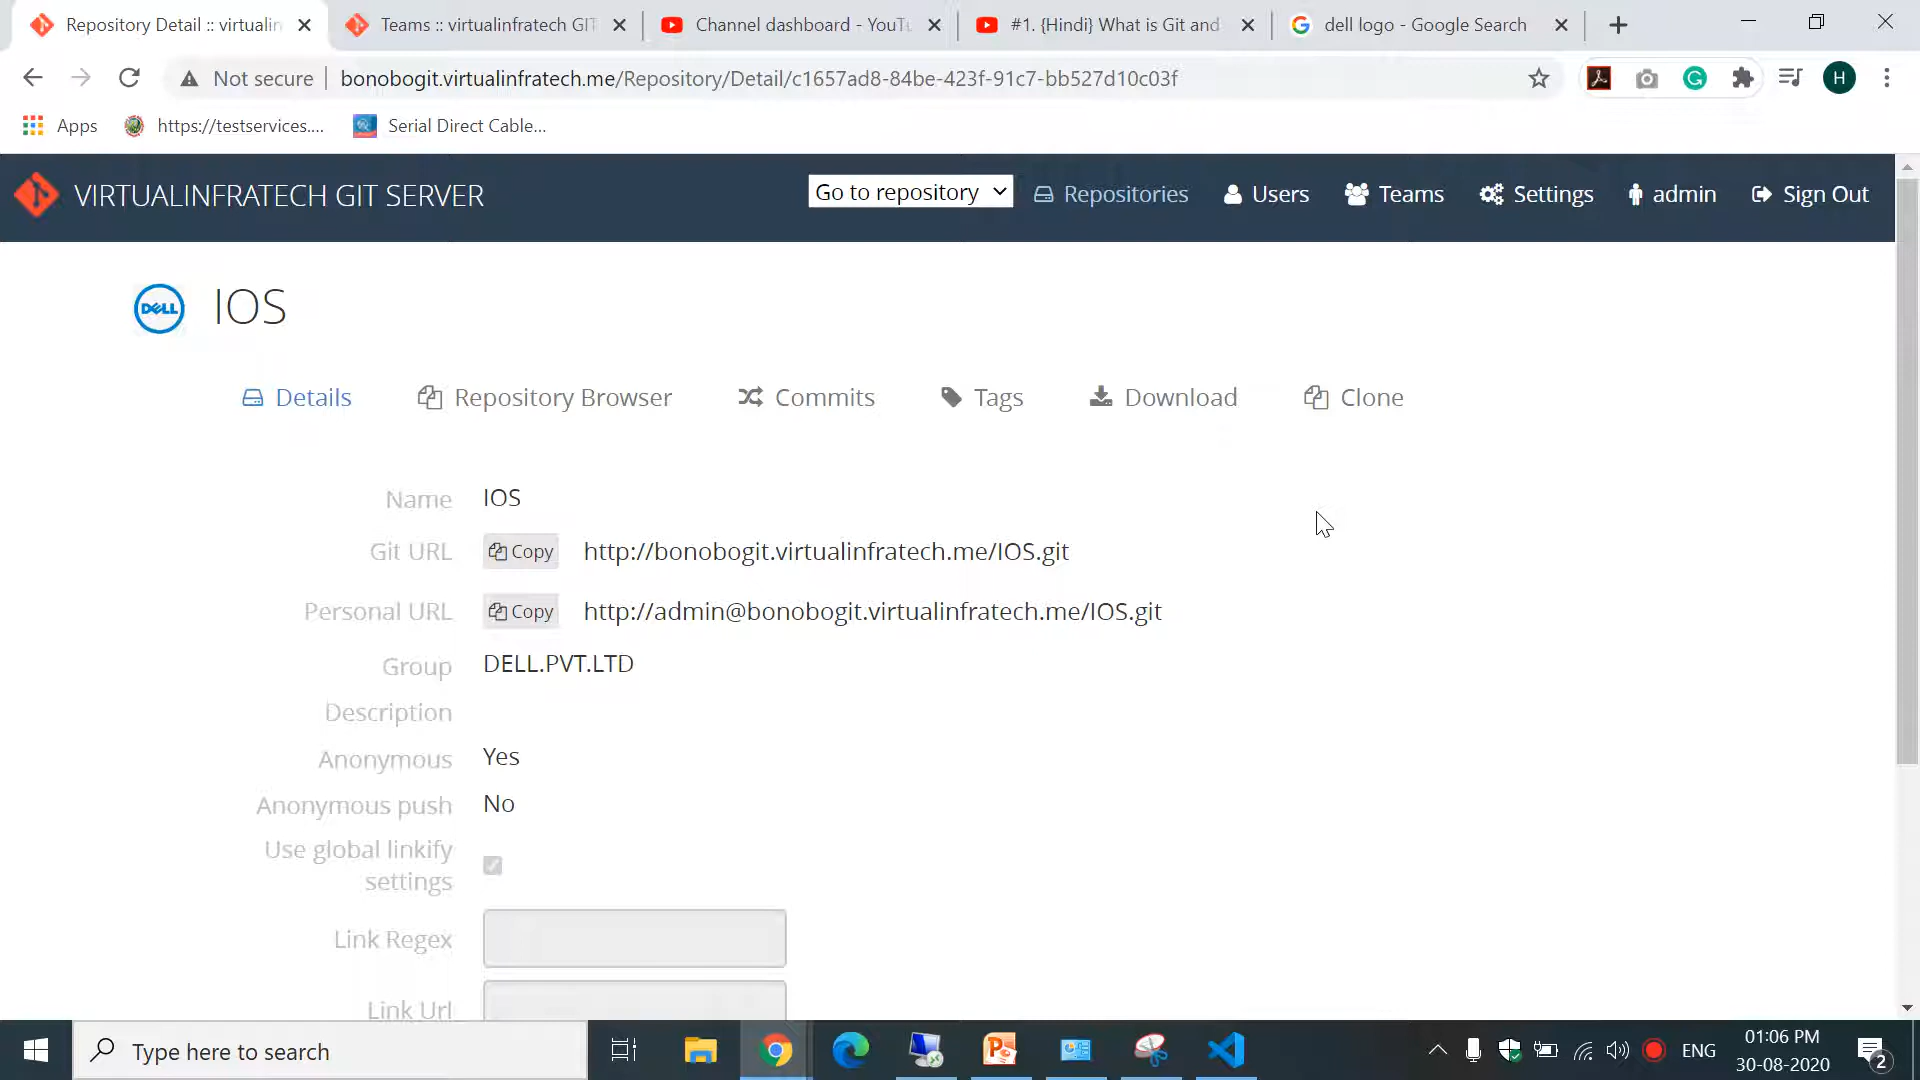 Repository Detail :: virtualin
Teams :: virtualinfratech GIT
Channel dashboard - YouTu
#1. {Hindi} What is Git and
dell logo - Google Search
Not secure
bonobogit.virtualinfratech.me/Repository/Detail/c1657ad8-84be-423f-91c7-bb527d10c03f
H
Apps
https://testservices....
Serial Direct Cable...
VIRTUALINFRATECH GIT SERVER
Go to repository
Repositories
Users
Teams
Settings
admin
Sign Out
DELL
IOS
Details
Repository Browser
Commits
Tags
Download
Clone
Name IOS
Git URL Copy http://bonobogit.virtualinfratech.me/IOS.git
Personal URL Copy http://admin@bonobogit.virtualinfratech.me/IOS.git
Group DELL.PVT.LTD
Description
Anonymous Yes
Anonymous push No
Use global linkify
settings
Link Regex
Link Url
Type here to search
ENG
01:06 PM
30-08-2020
2